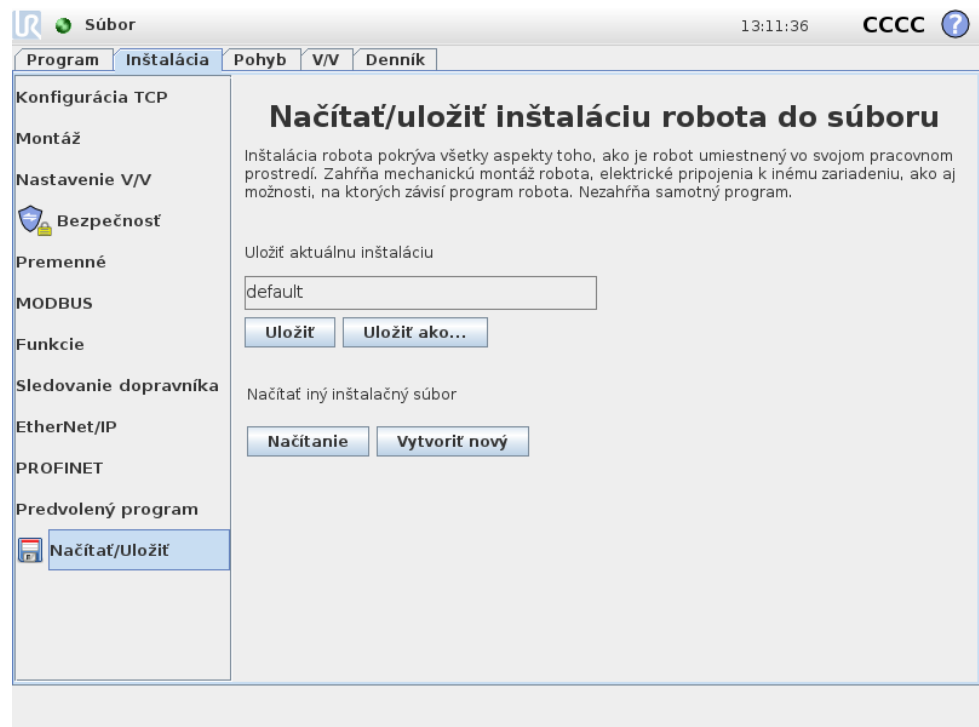 UR Súbor 13:11:36 CCCC ?
Program Inštalácia Pohyb V/V Denník
Konfigurácia TCP
Montáž
Nastavenie V/V
Bezpečnosť
Premenné
MODBUS
Funkcie
Sledovanie dopravníka
EtherNet/IP
PROFINET
Predvolený program
Načítať/Uložiť
Načítať/uložiť inštaláciu robota do súboru
Inštalácia robota pokrýva všetky aspekty toho, ako je robot umiestnený vo svojom pracovnom
prostredí. Zahŕňa mechanickú montáž robota, elektrické pripojenia k inému zariadeniu, ako aj
možnosti, na ktorých závisí program robota. Nezahŕňa samotný program.
Uložiť aktuálnu inštaláciu
default
Uložiť Uložiť ako...
Načítať iný inštalačný súbor
Načítanie Vytvoriť nový